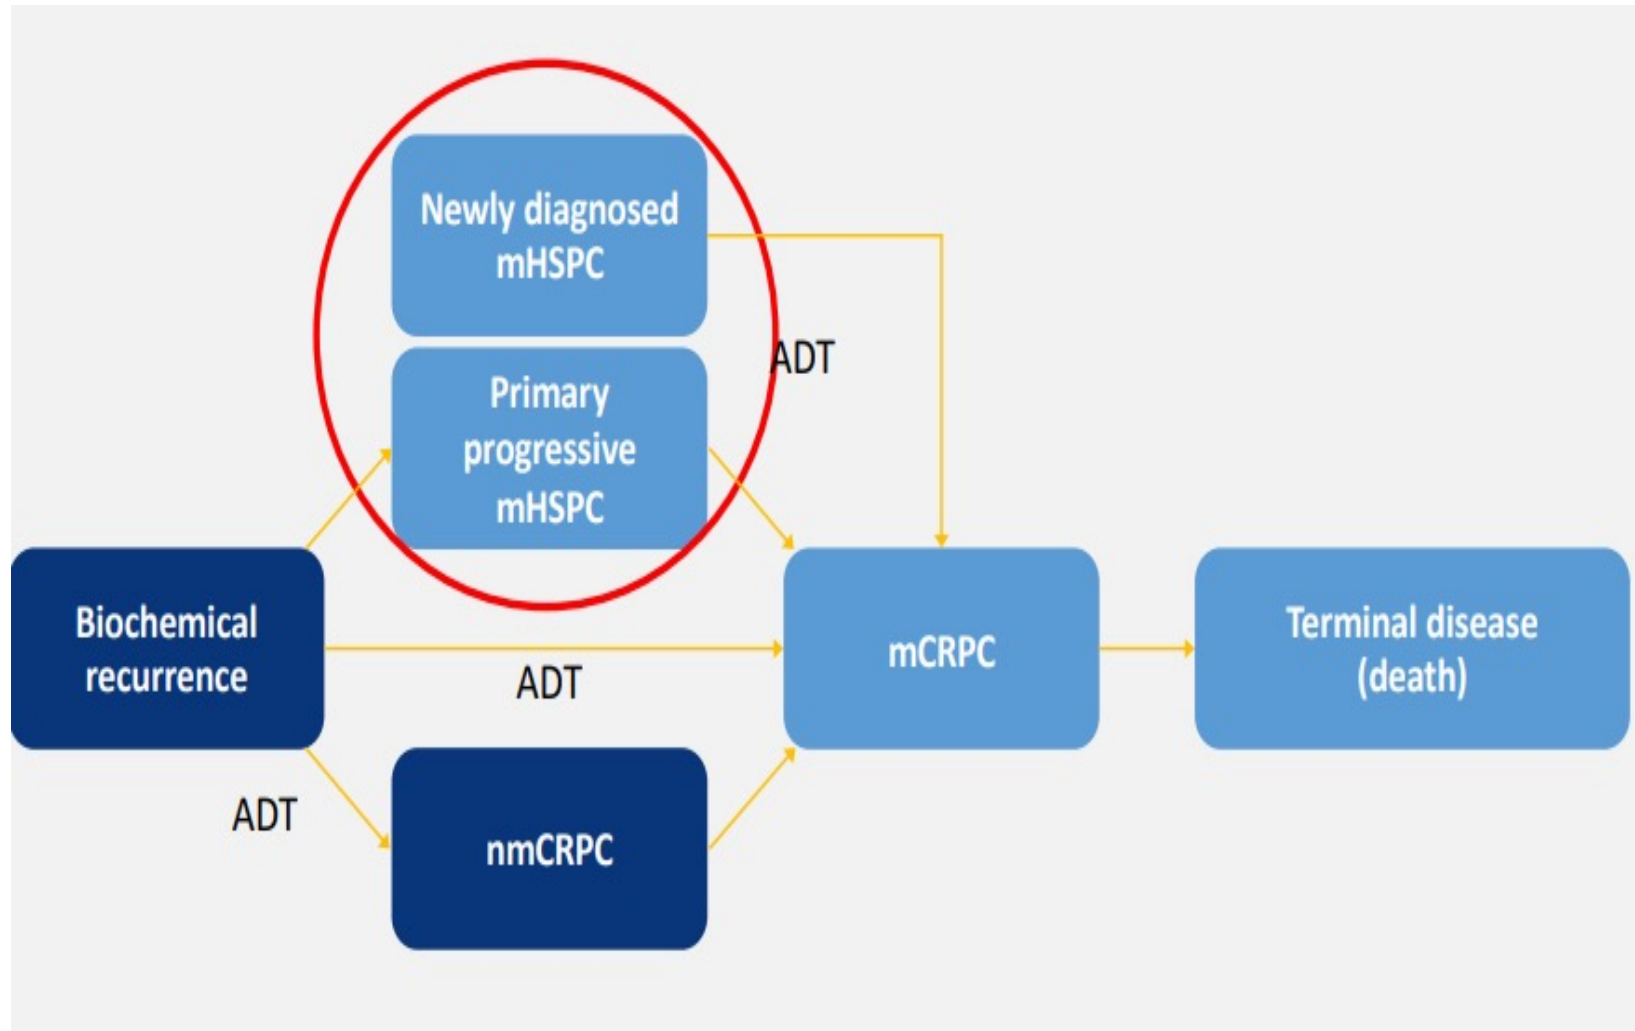 Newly diagnosed
mHSPC
ADT
Primary
progressive
mHSPC
Biochemical
recurrence
ADT
mCRPC
Terminal disease
(death)
ADT
nmCRPC